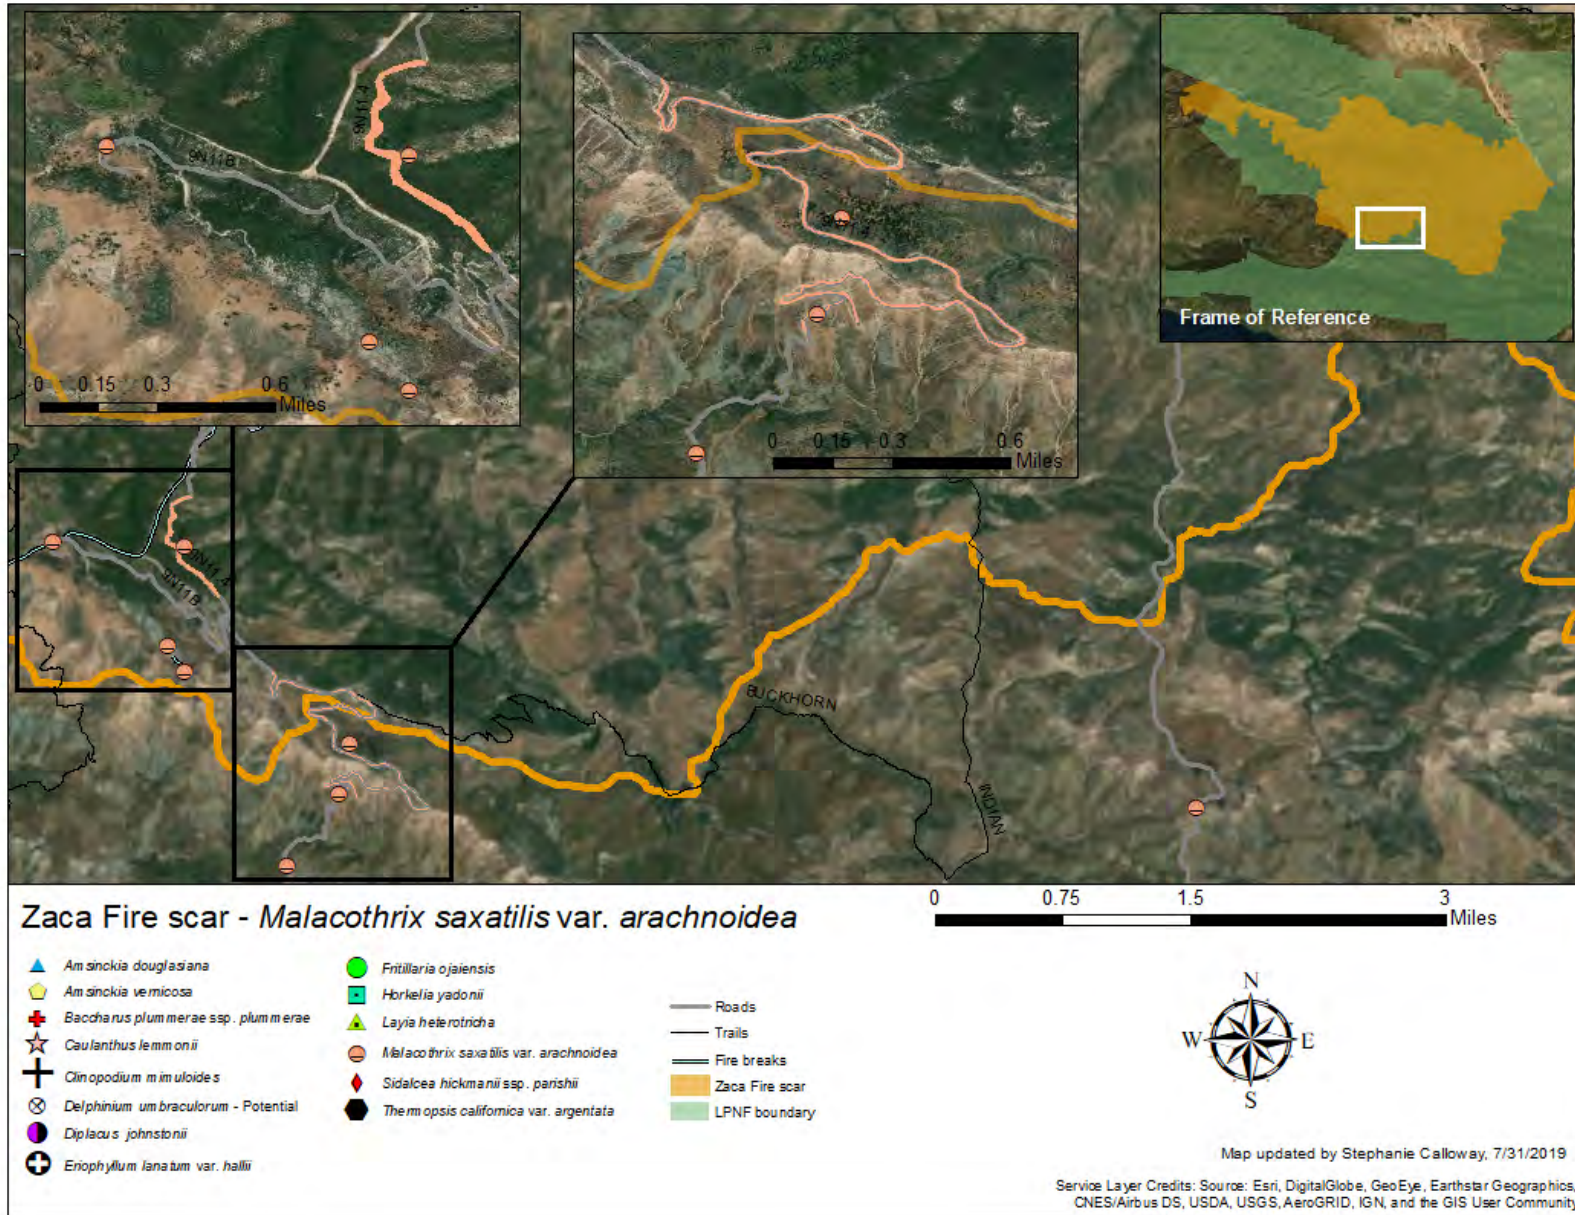 9N11.4
9N11B
0 0.15 0.3 0.6
Miles
0 0.15 0.3 0.6
Miles
Frame of Reference
9N11.4
9N11B
BUCKHORN
INDIAN
0 0.75 1.5 3
Miles
Zaca Fire scar - Malacothrix saxatilis var. arachnoidea
Amsinckia douglasiana
Amsinckia vernicosa
Baccharus plummerae ssp. plummerae
Caulanthus lemmonii
Clinopodium mimuloides
Delphinium umbraculorum - Potential
Diplacus johnstonii
Eriophyllum lanatum var. hallii
Fritillaria ojaiensis
Horkelia yadonii
Layia heterotricha
Malacothrix saxatilis var. arachnoidea
Sidalcea hickmanii ssp. parishii
Thermopsis californica var. argentata
Roads
Trails
Fire breaks
Zaca Fire scar
LPNF boundary
N
W E
S
Map updated by Stephanie Calloway, 7/31/2019
Service Layer Credits: Source: Esri, DigitalGlobe, GeoEye, Earthstar Geographics,
CNES/Airbus DS, USDA, USGS, AeroGRID, IGN, and the GIS User Community